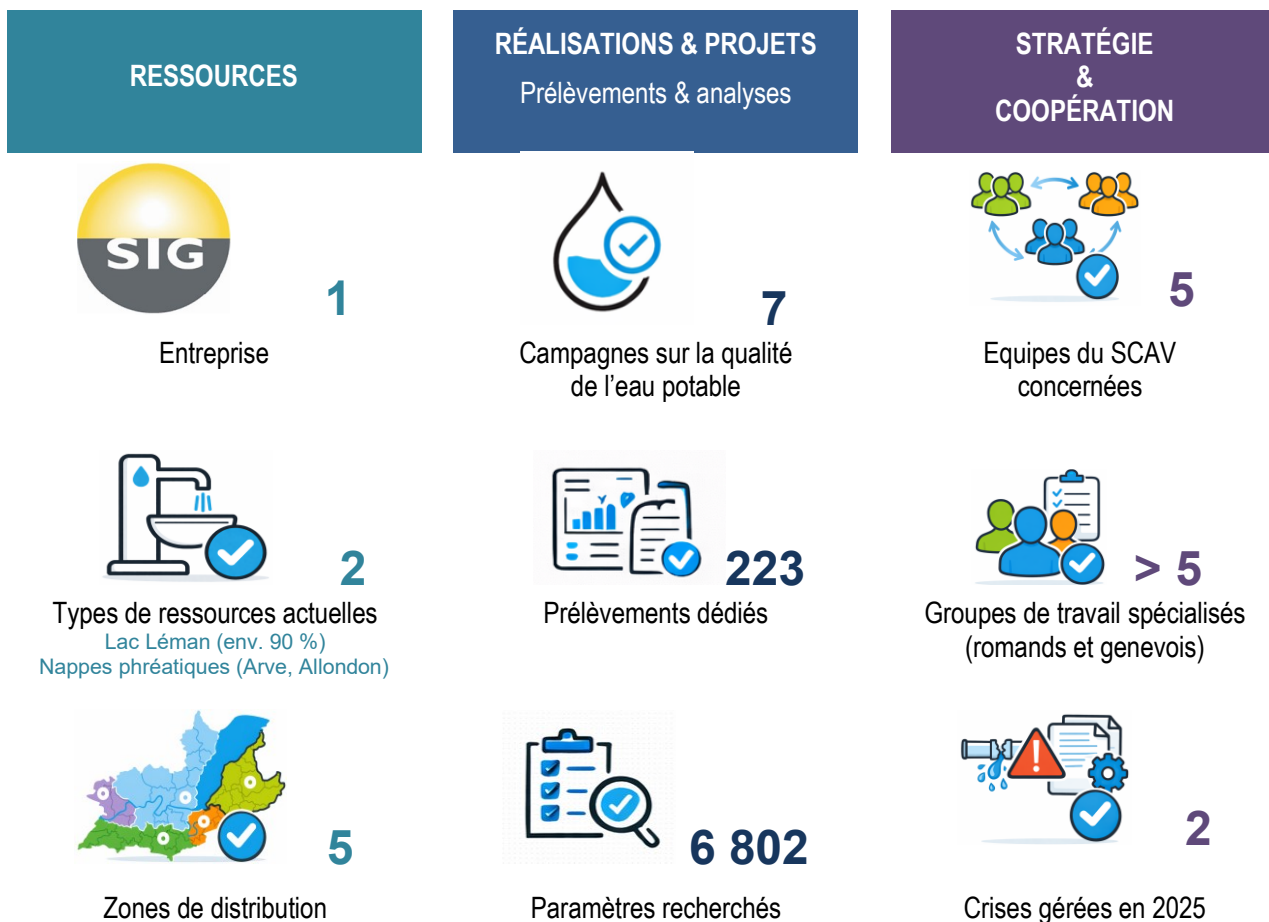 RESSOURCES
SIG
1
Entreprise
2
Types de ressources actuelles
Lac Léman (env. 90 %)
Nappes phréatiques (Arve, Allondon)
5
Zones de distribution
RÉALISATIONS & PROJETS
Prélèvements & analyses
7
Campagnes sur la qualité
de l’eau potable
223
Prélèvements dédiés
6 802
Paramètres recherchés
STRATÉGIE
&
COOPÉRATION
5
Equipes du SCAV
concernées
> 5
Groupes de travail spécialisés
(romands et genevois)
2
Crises gérées en 2025